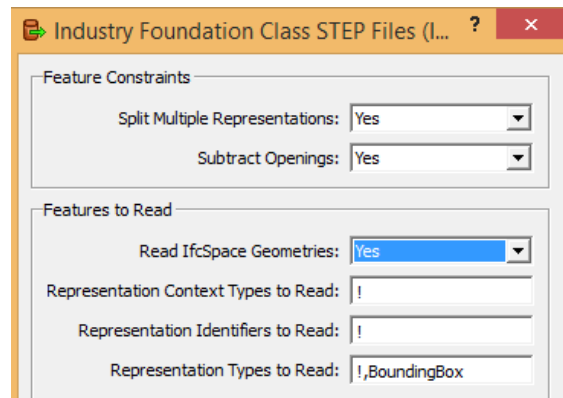 Industry Foundation Class STEP Files (I... ? ×
Feature Constraints
Split Multiple Representations: Yes
Subtract Openings: Yes
Features to Read
Read IfcSpace Geometries: Yes
Representation Context Types to Read: !
Representation Identifiers to Read: !
Representation Types to Read: !,BoundingBox